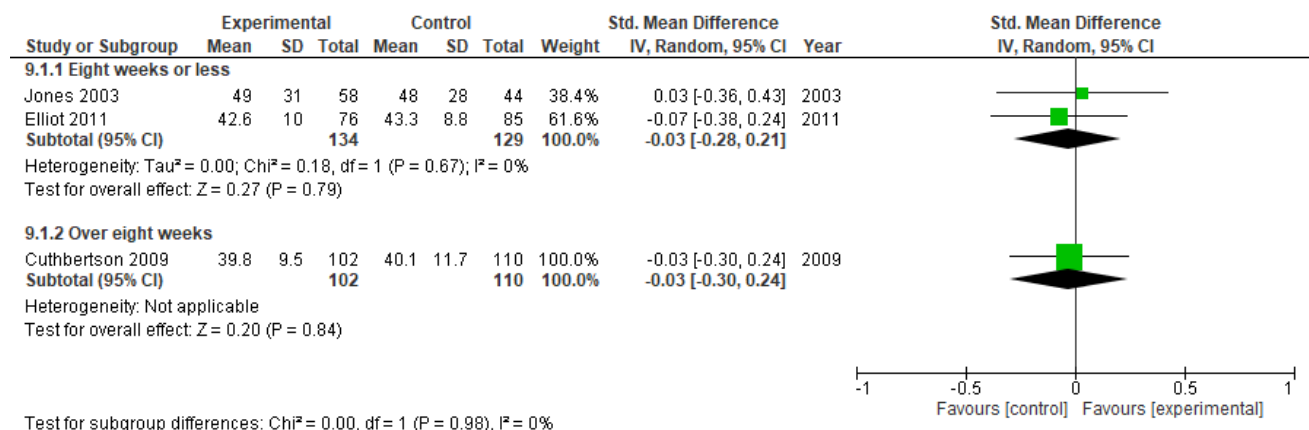 Experimental Control Std. Mean Difference Std. Mean Difference
Study or Subgroup Mean SD Total Mean SD Total Weight IV, Random, 95% CI Year IV, Random, 95% CI
9.1.1 Eight weeks or less
Jones 2003 49 31 58 48 28 44 38.4% 0.03 [-0.36, 0.43] 2003
Elliot 2011 42.6 10 76 43.3 8.8 85 61.6% -0.07 [-0.38, 0.24] 2011
Subtotal (95% CI) 134 129 100.0% -0.03 [-0.28, 0.21]
Heterogeneity: Tau² = 0.00; Chi² = 0.18, df = 1 (P = 0.67); I² = 0%
Test for overall effect: Z = 0.27 (P = 0.79)
9.1.2 Over eight weeks
Cuthbertson 2009 39.8 9.5 102 40.1 11.7 110 100.0% -0.03 [-0.30, 0.24] 2009
Subtotal (95% CI) 102 110 100.0% -0.03 [-0.30, 0.24]
Heterogeneity: Not applicable
Test for overall effect: Z = 0.20 (P = 0.84)
-1 -0.5 0 0.5 1
Favours [control] Favours [experimental]
Test for subgroup differences: Chi² = 0.00, df = 1 (P = 0.98), I² = 0%